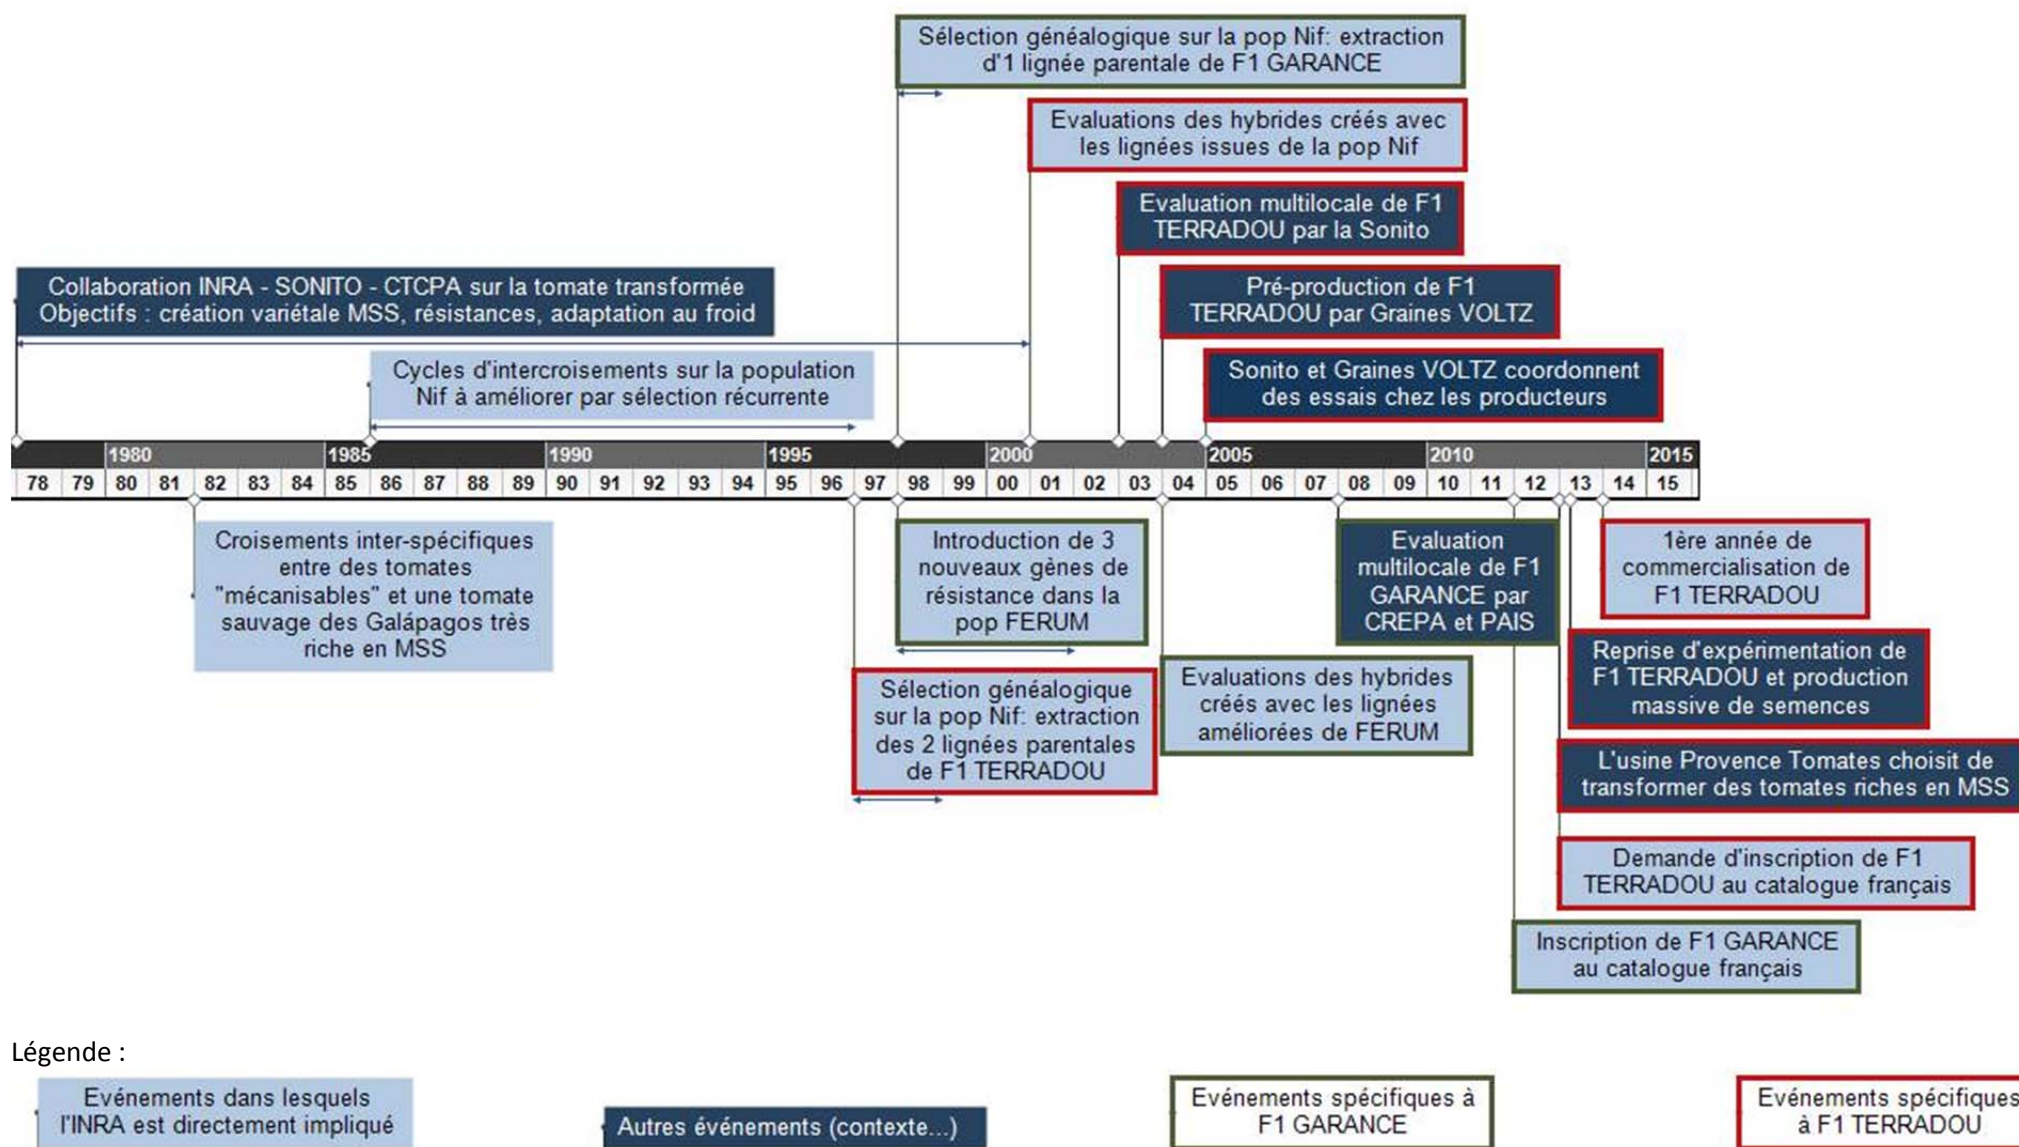 Sélection généalogique sur la pop Nif: extraction
d'1 lignée parentale de F1 GARANCE
Evaluations des hybrides créés avec
les lignées issues de la pop Nif
Evaluation multilocale de F1
TERRADOU par la Sonito
Collaboration INRA - SONITO - CTCPA sur la tomate transformée
Objectifs : création variétale MSS, résistances, adaptation au froid
Pré-production de F1
TERRADOU par Graines VOLTZ
Cycles d'intercroisements sur la population
Nif à améliorer par sélection récurrente
Sonito et Graines VOLTZ coordonnent
des essais chez les producteurs
1980 1985 1990 1995 2000 2005 2010 2015
78 79 80 81 82 83 84 85 86 87 88 89 90 91 92 93 94 95 96 97 98 99 00 01 02 03 04 05 06 07 08 09 10 11 12 13 14 15
Croisements inter-spécifiques
entre des tomates
"mécanisables" et une tomate
sauvage des Galápagos très
riche en MSS
Introduction de 3
nouveaux gènes de
résistance dans la
pop FERUM
Evaluation
multilocale de F1
GARANCE par
CREPA et PAIS
1ère année de
commercialisation de
F1 TERRADOU
Sélection généalogique
sur la pop Nif: extraction
des 2 lignées parentales
de F1 TERRADOU
Evaluations des hybrides
créés avec les lignées
améliorées de FERUM
Reprise d'expérimentation de
F1 TERRADOU et production
massive de semences
L'usine Provence Tomates choisit de
transformer des tomates riches en MSS
Demande d'inscription de F1
TERRADOU au catalogue français
Inscription de F1 GARANCE
au catalogue français
Légende :
Evénements dans lesquels
l'INRA est directement impliqué
Autres événements (contexte...)
Evénements spécifiques à
F1 GARANCE
Evénements spécifiques
à F1 TERRADOU